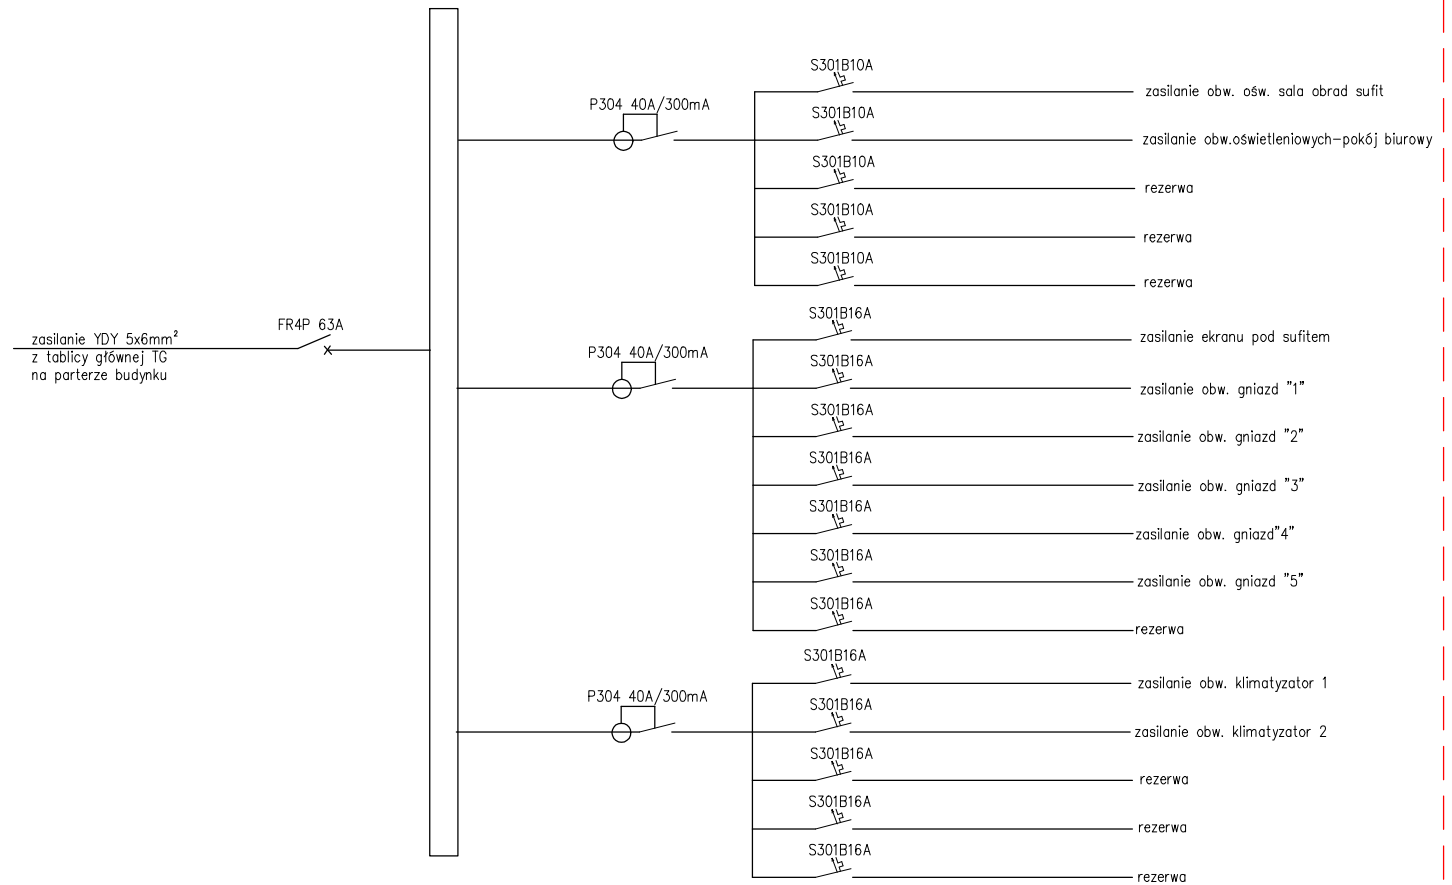 zasilanie YDY 5x6mm²
z tablicy głównej TG
na parterze budynku
FR4P 63A
P304 40A/300mA
S301B10A
zasilanie obw. ośw. sala obrad sufit
S301B10A
zasilanie obw.oświetleniowych-pokój biurowy
S301B10A
rezerwa
S301B10A
rezerwa
S301B10A
rezerwa
P304 40A/300mA
S301B16A
zasilanie ekranu pod sufitem
S301B16A
zasilanie obw. gniazd "1"
S301B16A
zasilanie obw. gniazd "2"
S301B16A
zasilanie obw. gniazd "3"
S301B16A
zasilanie obw. gniazd"4"
S301B16A
zasilanie obw. gniazd "5"
S301B16A
rezerwa
P304 40A/300mA
S301B16A
zasilanie obw. klimatyzator 1
S301B16A
zasilanie obw. klimatyzator 2
S301B16A
rezerwa
S301B16A
rezerwa
S301B16A
rezerwa